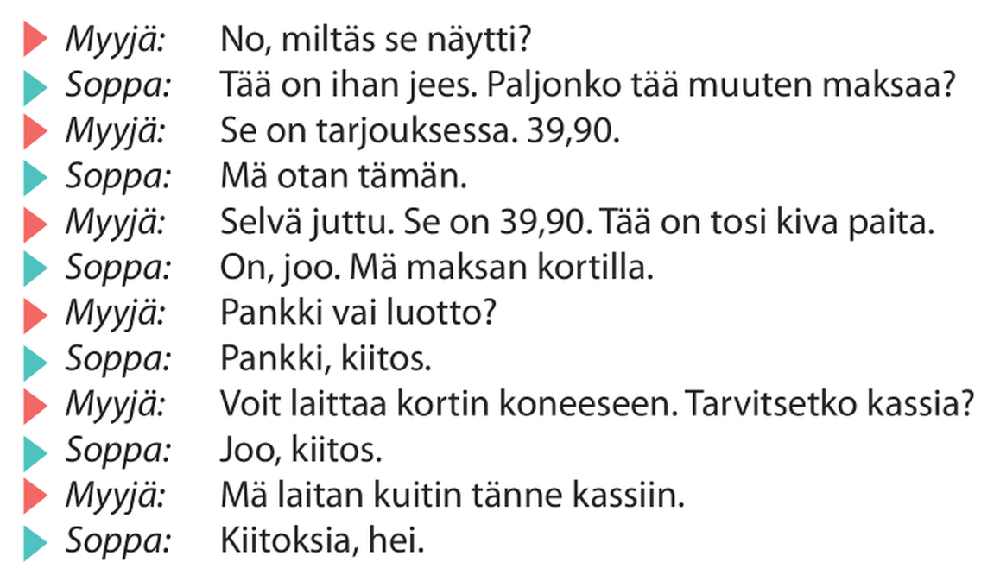 Myyjä: No, miltäs se näytti?
Soppa: Tää on ihan jees. Paljonko tää muuten maksaa?
Myyjä: Se on tarjouksessa. 39,90.
Soppa: Mä otan tämän.
Myyjä: Selvä juttu. Se on 39,90. Tää on tosi kiva paita.
Soppa: On, joo. Mä maksan kortilla.
Myyjä: Pankki vai luotto?
Soppa: Pankki, kiitos.
Myyjä: Voit laittaa kortin koneeseen. Tarvitsetko kassia?
Soppa: Joo, kiitos.
Myyjä: Mä laitan kuitin tänne kassiin.
Soppa: Kiitoksia, hei.